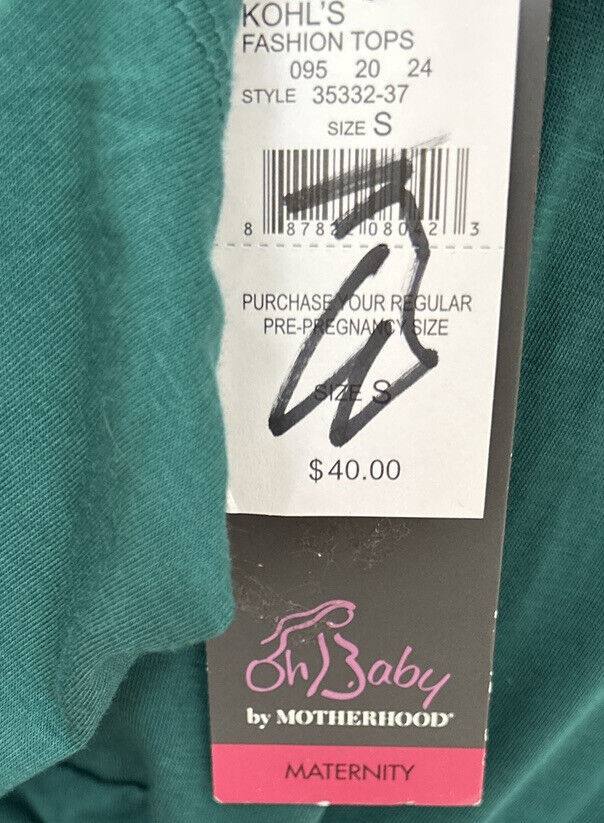 KOHL'S
FASHION TOPS
095 20 24
STYLE 35332-37
SIZE S
PURCHASE YOUR REGULAR
PRE-PREGNANCY SIZE
SIZE S
$40.00
Oh Baby
by MOTHERHOOD®
MATERNITY